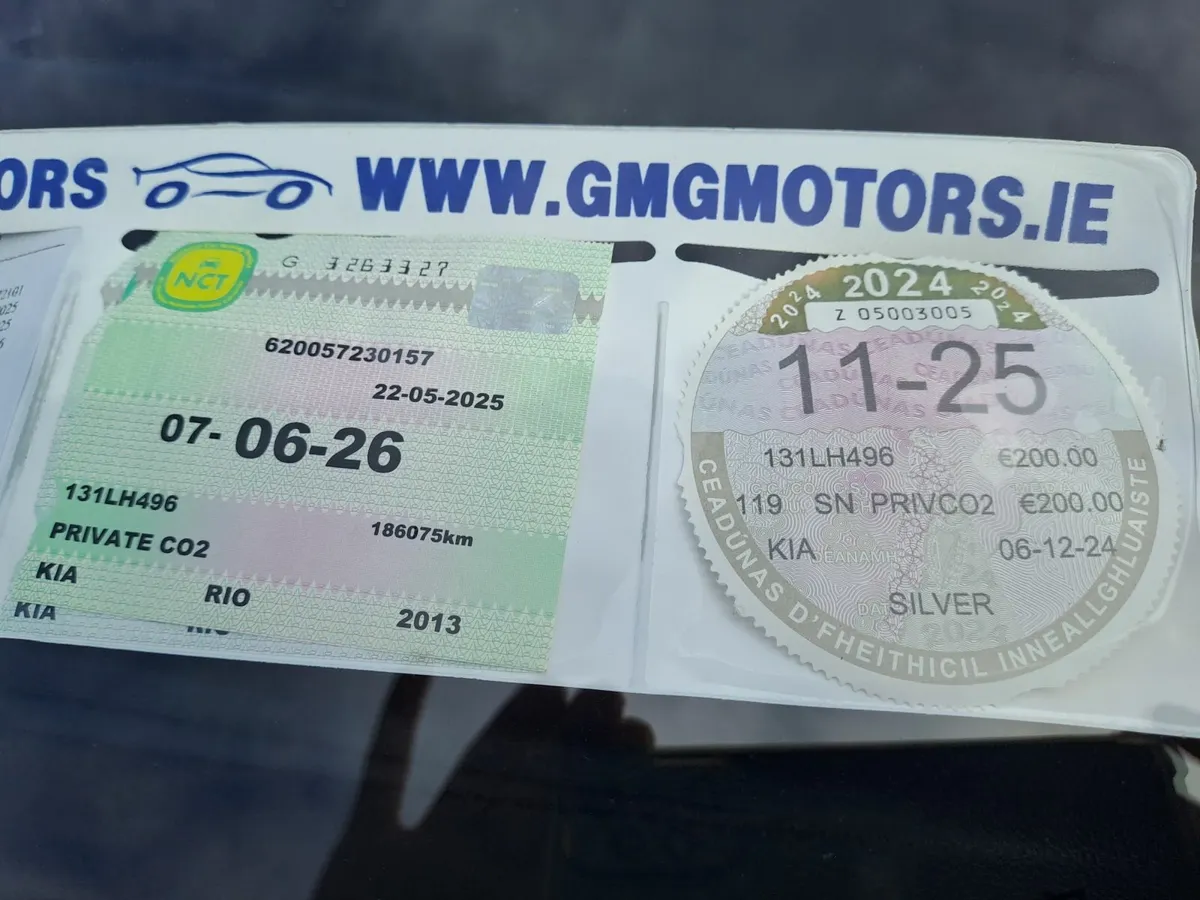 ORS WWW.GMGMOTORS.IE
NCT
G 3263327
620057230157
22-05-2025
07-06-26
131LH496
186075km
PRIVATE CO2
KIA RIO 2013
KIA
2024 2024 2024
Z 05003005
11-25
131LH496 €200.00
119 SN PRIVCO2 €200.00
KIA DEANAMH 06-12-24
SILVER
2024
CEADÚNAS D'FHEITHICIL INNEALLGHLUAISTE